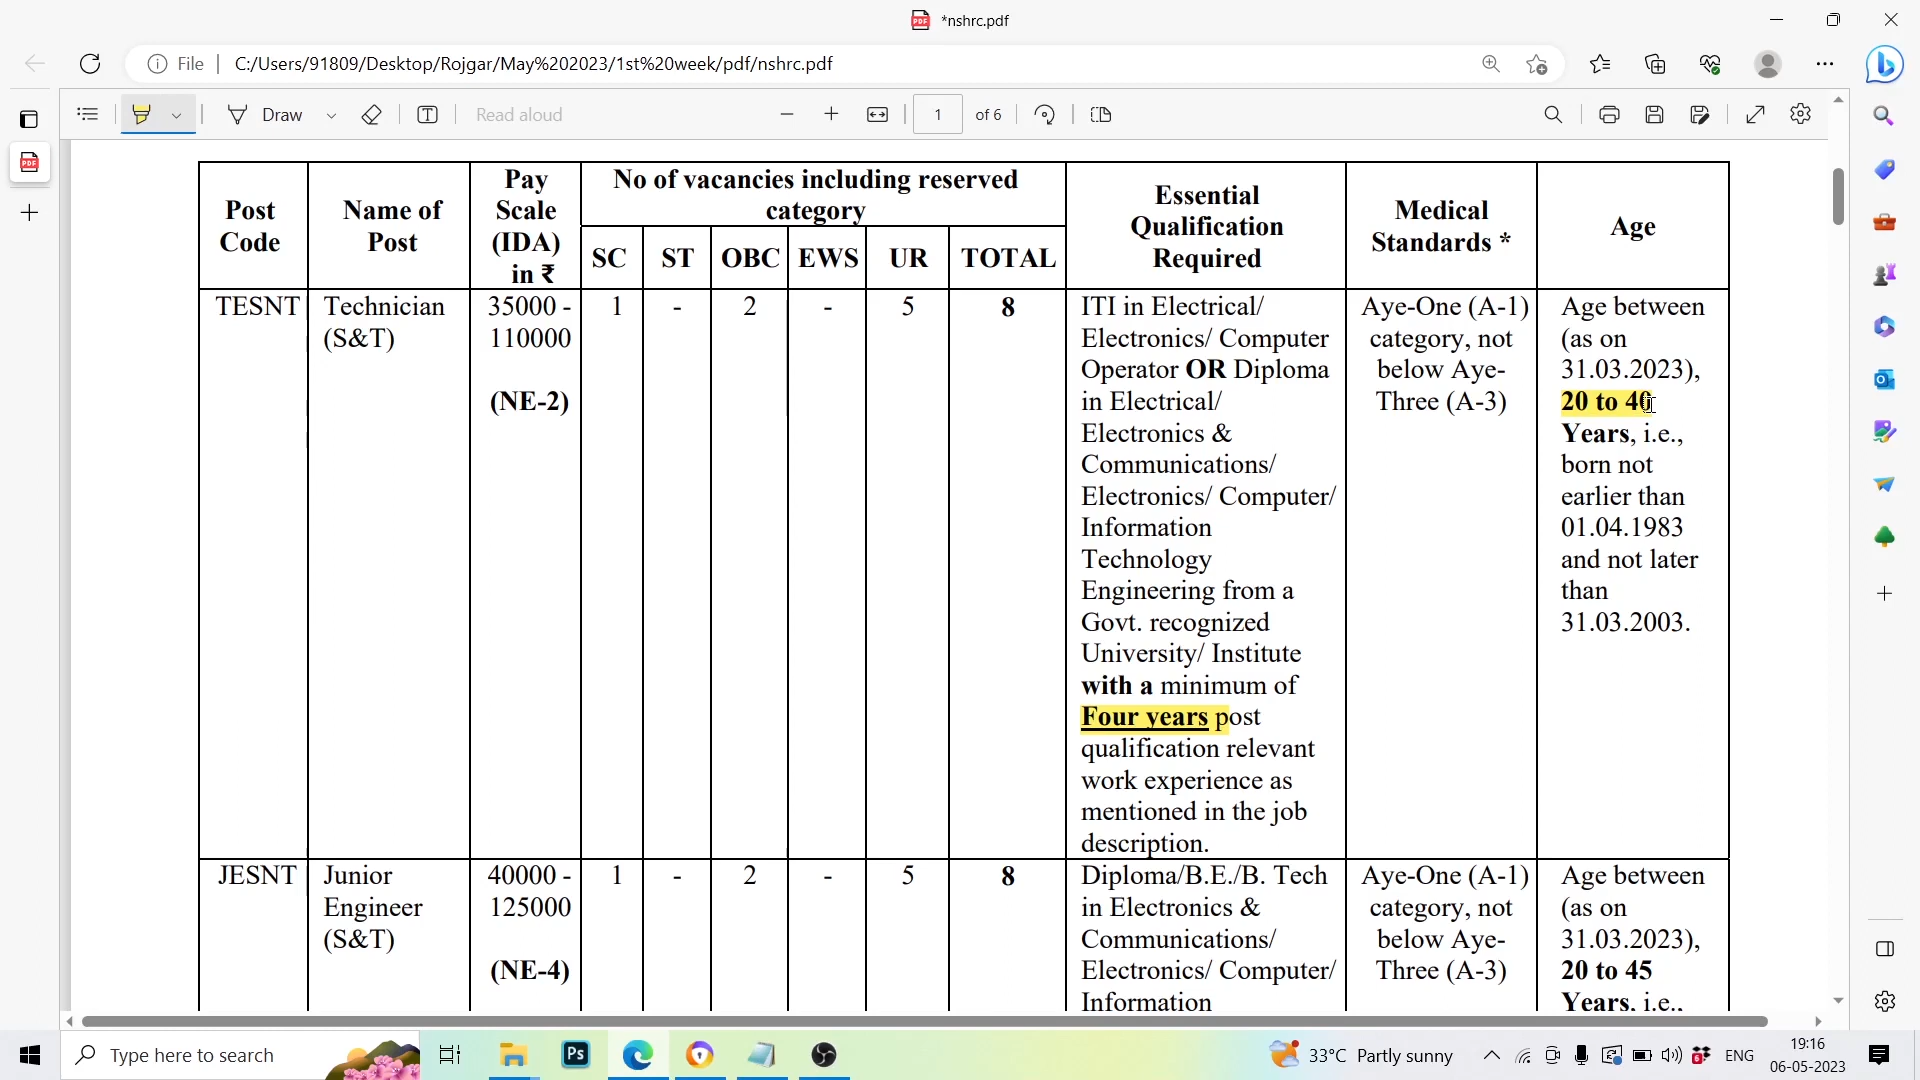 *nshrc.pdf
File
C:/Users/91809/Desktop/Rojgar/May%202023/1st%20week/pdf/nshrc.pdf
Draw
Read aloud
1
of 6
Post
Code
Name of
Post
Pay
Scale
(IDA)
in ₹
No of vacancies including reserved
category
SC
ST
OBC
EWS
UR
TOTAL
Essential
Qualification
Required
Medical
Standards *
Age
TESNT
Technician
(S&T)
35000 -
110000
(NE-2)
1
-
2
-
5
8
ITI in Electrical/
Electronics/ Computer
Operator OR Diploma
in Electrical/
Electronics &
Communications/
Electronics/ Computer/
Information
Technology
Engineering from a
Govt. recognized
University/ Institute
with a minimum of
Four years post
qualification relevant
work experience as
mentioned in the job
description.
Aye-One (A-1)
category, not
below Aye-
Three (A-3)
Age between
(as on
31.03.2023),
20 to 40
Years, i.e.,
born not
earlier than
01.04.1983
and not later
than
31.03.2003.
JESNT
Junior
Engineer
(S&T)
40000 -
125000
(NE-4)
1
-
2
-
5
8
Diploma/B.E./B. Tech
in Electronics &
Communications/
Electronics/ Computer/
Information
Aye-One (A-1)
category, not
below Aye-
Three (A-3)
Age between
(as on
31.03.2023),
20 to 45
Years, i.e.,
Type here to search
Ps
33°C Partly sunny
ENG
19:16
06-05-2023